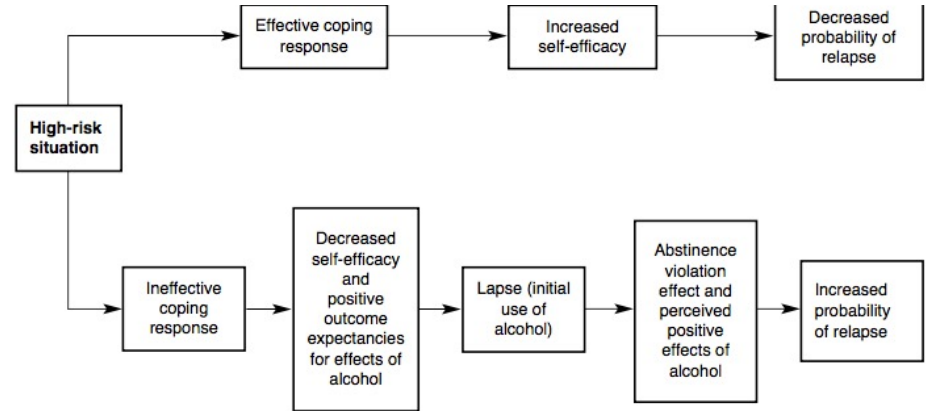 Effective coping
response
Increased
self-efficacy
Decreased
probability of
relapse
High-risk
situation
Ineffective
coping
response
Decreased
self-efficacy
and
positive
outcome
expectancies
for effects of
alcohol
Lapse (initial
use of
alcohol)
Abstinence
violation
effect and
perceived
positive
effects of
alcohol
Increased
probability
of relapse